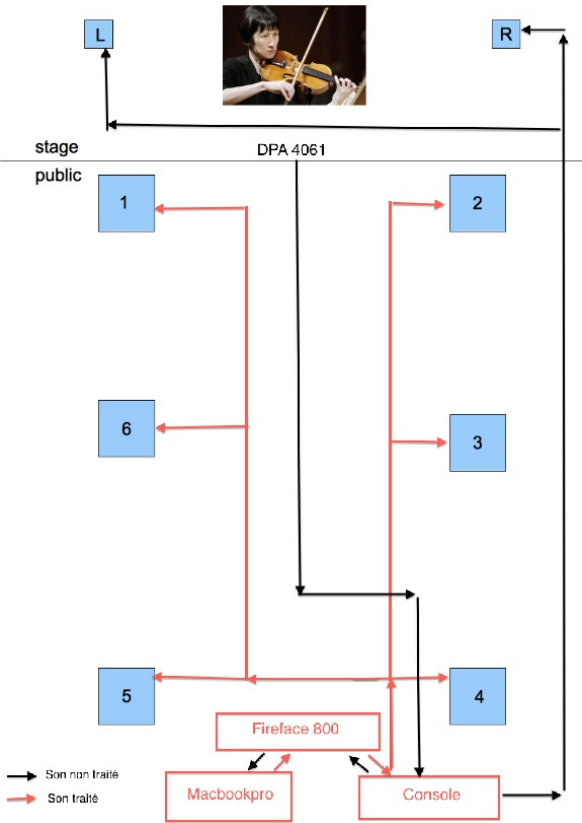 L
R
stage
DPA 4061
public
1
2
6
3
5
4
Fireface 800
Macbookpro
Console
Son non traité
Son traité